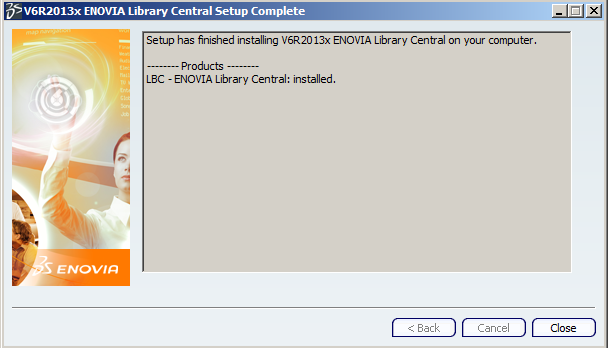 V6R2013x ENOVIA Library Central Setup Complete
Setup has finished installing V6R2013x ENOVIA Library Central on your computer.
-------- Products --------
LBC - ENOVIA Library Central: installed.
ENOVIA
< Back
Cancel
Close